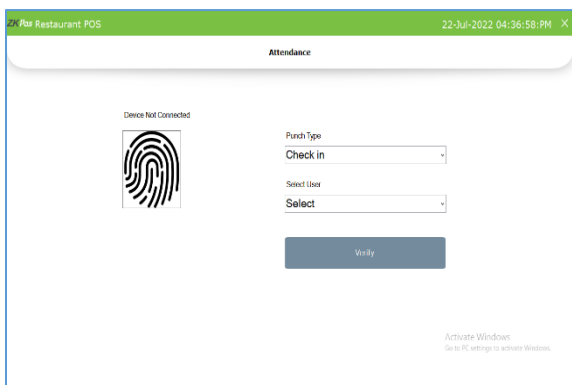 ZKPos Restaurant POS
22-Jul-2022 04:36:58:PM X
Attendance
Device Not Connected
Punch Type
Check in
Select User
Select
Verify
Activate Windows
Go to PC settings to activate Windows.